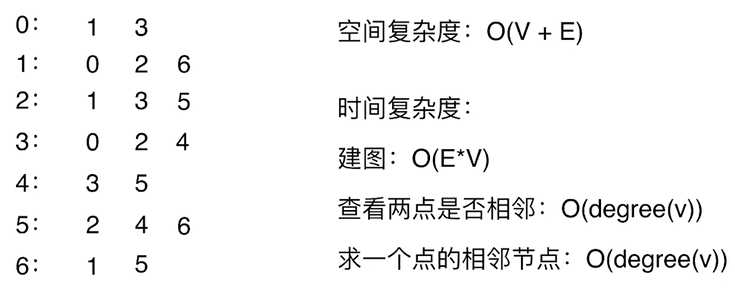 0: 1 3
1: 0 2 6
2: 1 3 5
3: 0 2 4
4: 3 5
5: 2 4 6
6: 1 5
空间复杂度：O(V + E)
时间复杂度：
建图：O(E*V)
查看两点是否相邻：O(degree(v))
求一个点的相邻节点：O(degree(v))